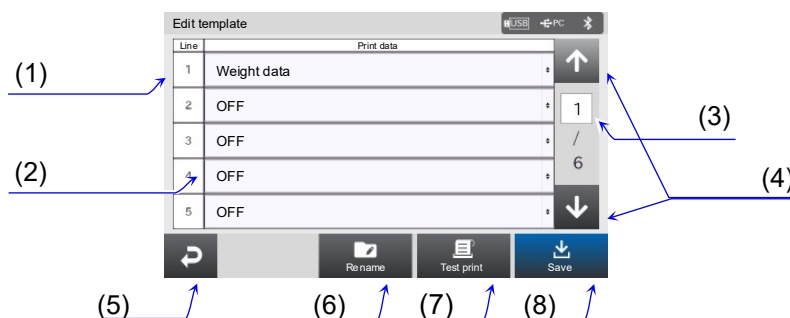 Edit template
USB PC
Line Print data
1 Weight data
2 OFF
3 OFF
4 OFF
5 OFF
1
/
6
Rename Test print Save
(1)
(2)
(3)
(4)
(5) (6) (7) (8)